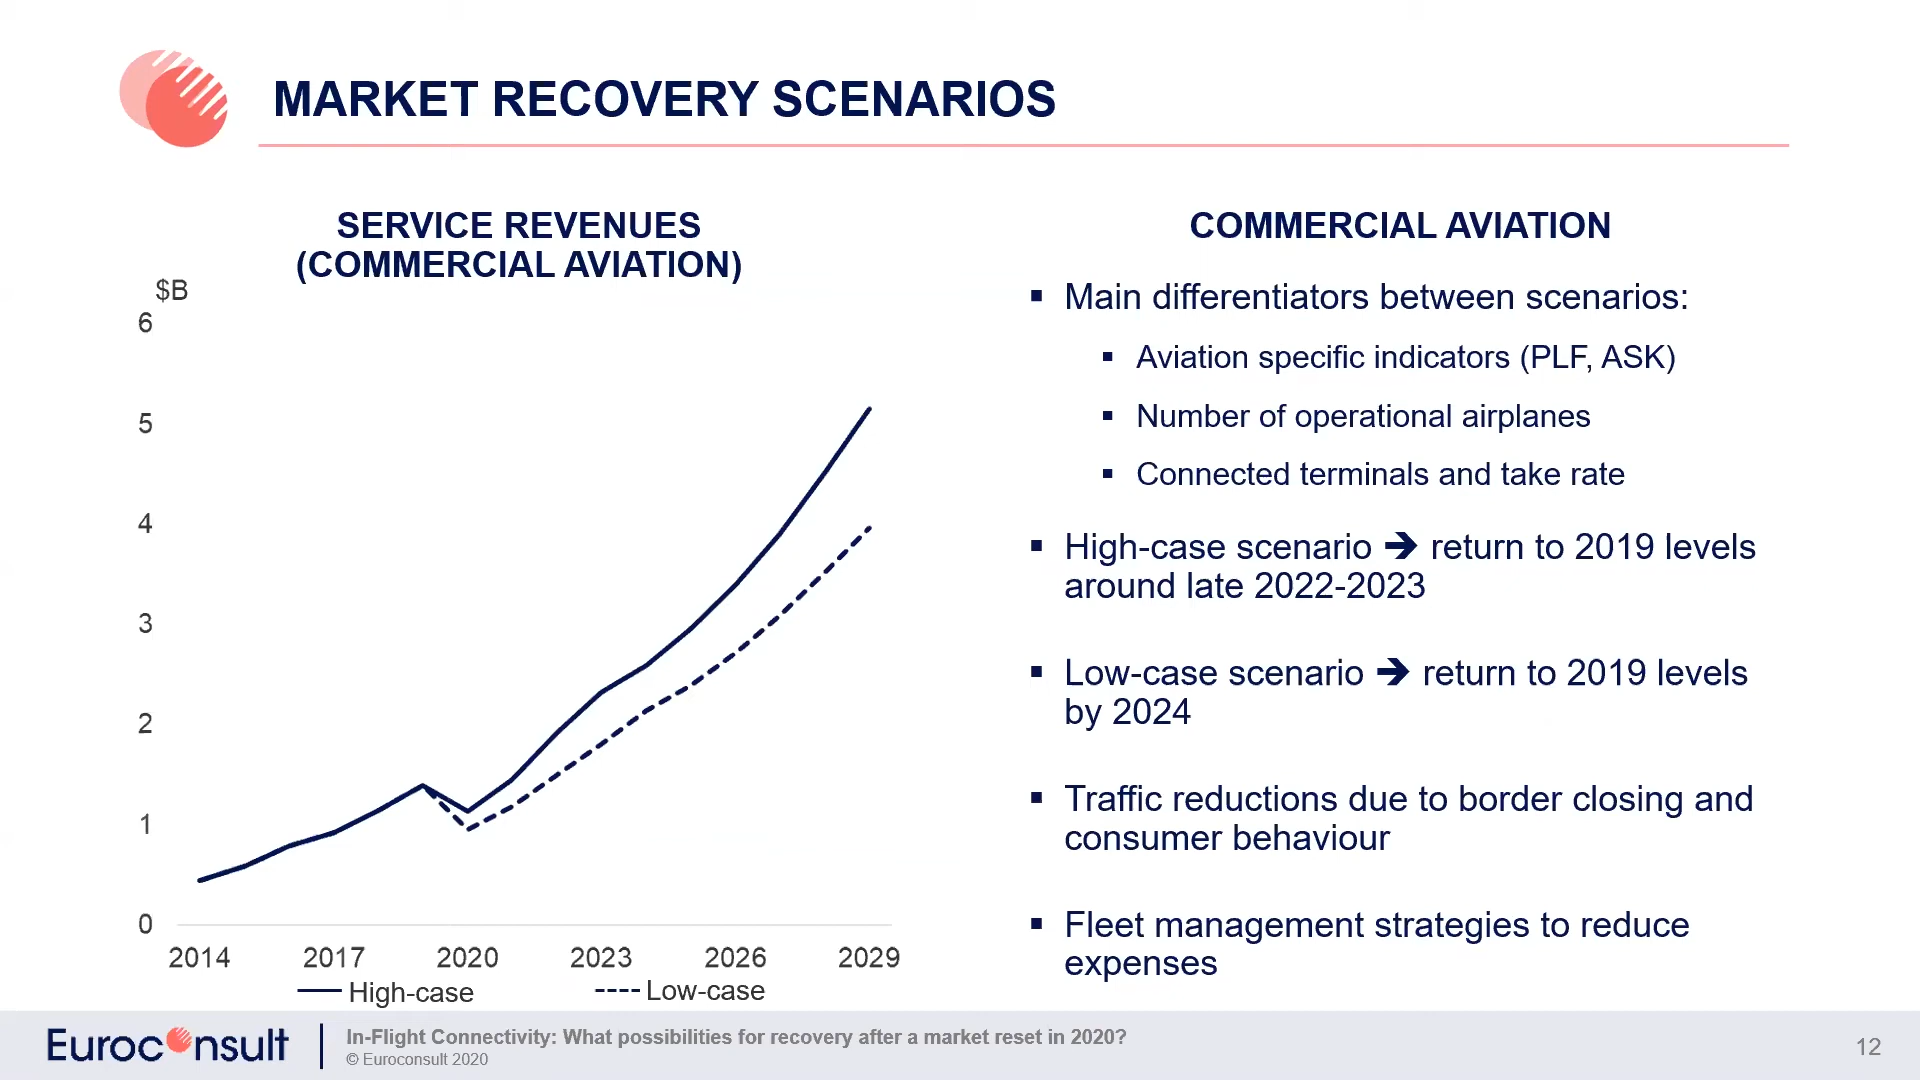 MARKET RECOVERY SCENARIOS
SERVICE REVENUES
(COMMERCIAL AVIATION)
$B
6
5
4
3
2
1
0
2014 2017 2020 2023 2026 2029
High-case Low-case
COMMERCIAL AVIATION
▪ Main differentiators between scenarios:
▪ Aviation specific indicators (PLF, ASK)
▪ Number of operational airplanes
▪ Connected terminals and take rate
▪ High-case scenario ➔ return to 2019 levels
around late 2022-2023
▪ Low-case scenario ➔ return to 2019 levels
by 2024
▪ Traffic reductions due to border closing and
consumer behaviour
▪ Fleet management strategies to reduce
expenses
Euroconsult
In-Flight Connectivity: What possibilities for recovery after a market reset in 2020?
© Euroconsult 2020
12